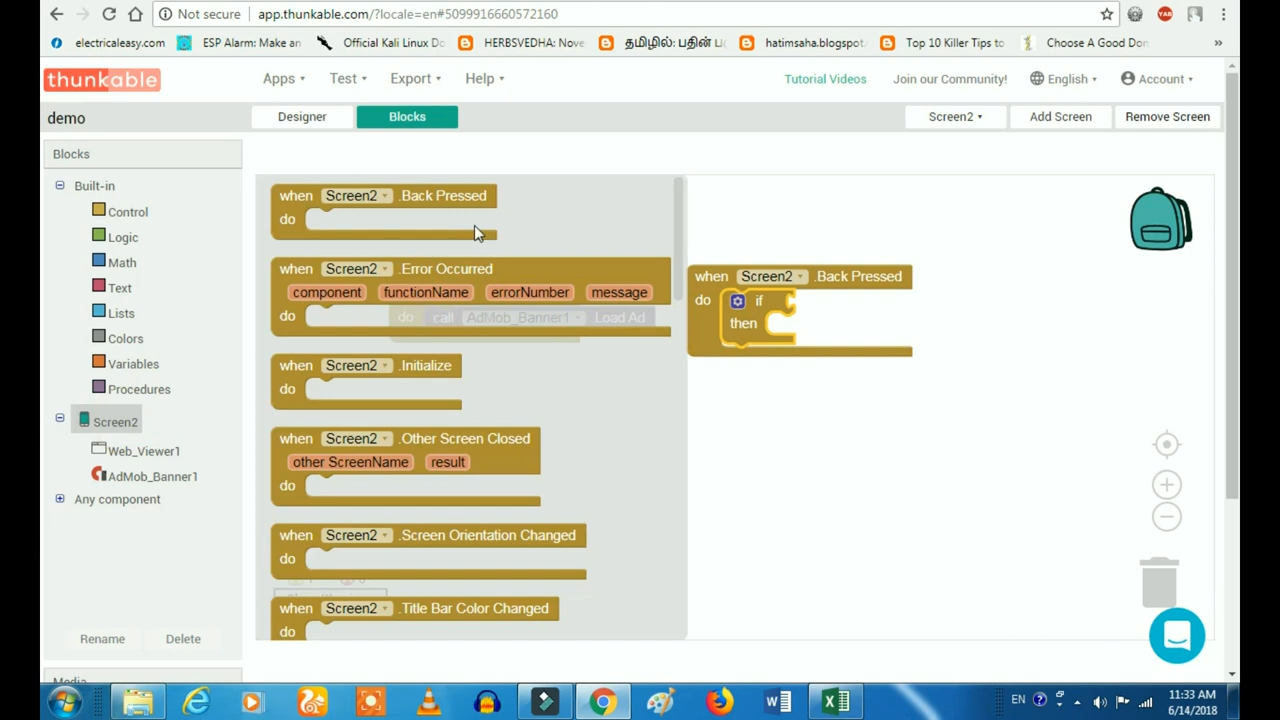 Not secure | app.thunkable.com/?locale=en#5099916660572160
electricaleasy.com ESP Alarm: Make an Official Kali Linux Do HERBSVEDHA: Nove தமிழில்: பதின் ப hatimsaha.blogspot. Top 10 Killer Tips to Choose A Good Don »
thunkable Apps Test Export Help Tutorial Videos Join our Community! English Account
demo Designer Blocks Screen2 Add Screen Remove Screen
Blocks
Built-in
Control
Logic
Math
Text
Lists
Colors
Variables
Procedures
Screen2
Web_Viewer1
AdMob_Banner1
Any component
Rename Delete
when Screen2 .Back Pressed
do
when Screen2 .Error Occurred
component functionName errorNumber message
do
do call AdMob_Banner1 .Load Ad
when Screen2 .Initialize
do
when Screen2 .Other Screen Closed
other ScreenName result
do
when Screen2 .Screen Orientation Changed
do
when Screen2 .Title Bar Color Changed
do
when Screen2 .Back Pressed
do if
then
EN 11:33 AM
6/14/2018